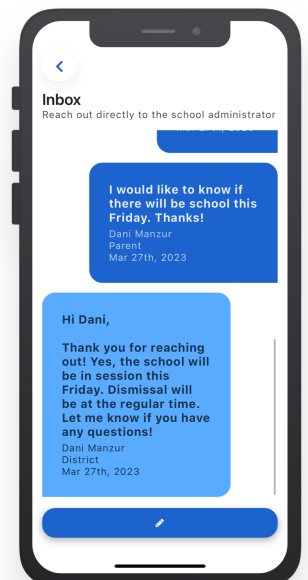 Inbox
Reach out directly to the school administrator
I would like to know if
there will be school this
Friday. Thanks!
Dani Manzur
Parent
Mar 27th, 2023
Hi Dani,
Thank you for reaching
out! Yes, the school will
be in session this
Friday. Dismissal will
be at the regular time.
Let me know if you have
any questions!
Dani Manzur
District
Mar 27th, 2023